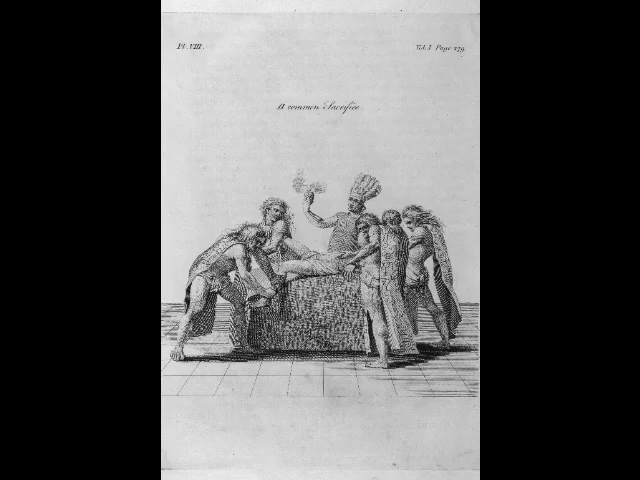 Pl. VIII.
Vol. I. Page 279.
A common Sacrifice